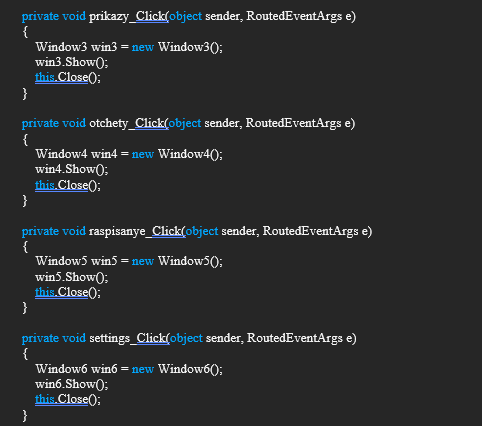 private void prikazy_Click(object sender, RoutedEventArgs e)
{
Window3 win3 = new Window3();
win3.Show();
this.Close();
}
private void otchety_Click(object sender, RoutedEventArgs e)
{
Window4 win4 = new Window4();
win4.Show();
this.Close();
}
private void raspisanye_Click(object sender, RoutedEventArgs e)
{
Window5 win5 = new Window5();
win5.Show();
this.Close();
}
private void settings_Click(object sender, RoutedEventArgs e)
{
Window6 win6 = new Window6();
win6.Show();
this.Close();
}